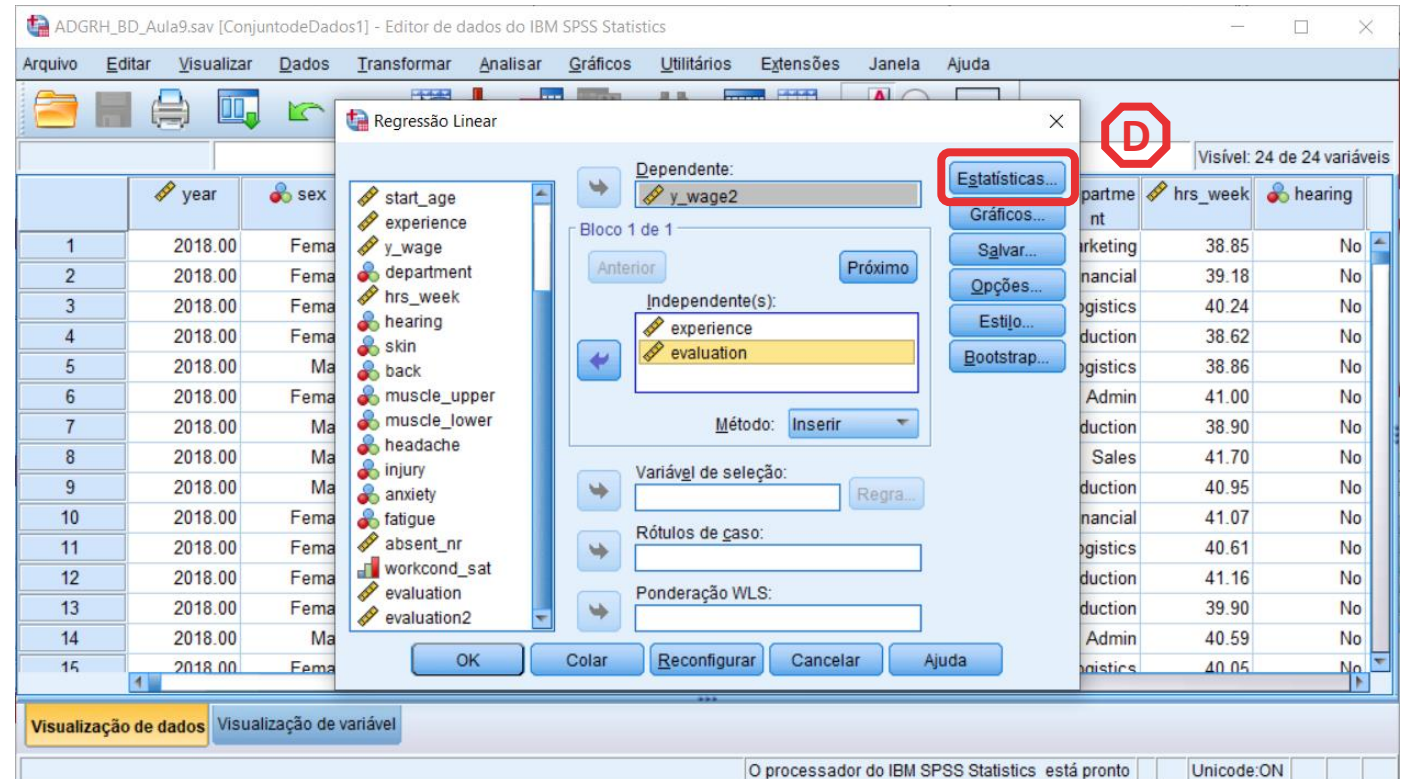 ADGRH_BD_Aula9.sav [ConjuntodeDados1] - Editor de dados do IBM SPSS Statistics
Arquivo Editar Visualizar Dados Transformar Analisar Gráficos Utilitários Extensões Janela Ajuda
Regressão Linear
D
Visível: 24 de 24 variáveis
year sex
partme
nt
hrs_week hearing
1 2018.00 Fema rketing 38.85 No
2 2018.00 Fema nancial 39.18 No
3 2018.00 Fema ogistics 40.24 No
4 2018.00 Fema duction 38.62 No
5 2018.00 Ma ogistics 38.86 No
6 2018.00 Fema Admin 41.00 No
7 2018.00 Ma duction 38.90 No
8 2018.00 Ma Sales 41.70 No
9 2018.00 Ma duction 40.95 No
10 2018.00 Fema nancial 41.07 No
11 2018.00 Fema ogistics 40.61 No
12 2018.00 Fema duction 41.16 No
13 2018.00 Fema duction 39.90 No
14 2018.00 Ma Admin 40.59 No
15 2018.00 Fema ogistics 40.05 No
start_age
experience
y_wage
department
hrs_week
hearing
skin
back
muscle_upper
muscle_lower
headache
injury
anxiety
fatigue
absent_nr
workcond_sat
evaluation
evaluation2
Dependente:
y_wage2
Bloco 1 de 1
Anterior Próximo
Independente(s):
experience
evaluation
Método: Inserir
Variável de seleção:
Regra...
Rótulos de caso:
Ponderação WLS:
Estatísticas...
Gráficos...
Salvar...
Opções...
Estilo...
Bootstrap...
OK Colar Reconfigurar Cancelar Ajuda
Visualização de dados Visualização de variável
O processador do IBM SPSS Statistics está pronto Unicode:ON